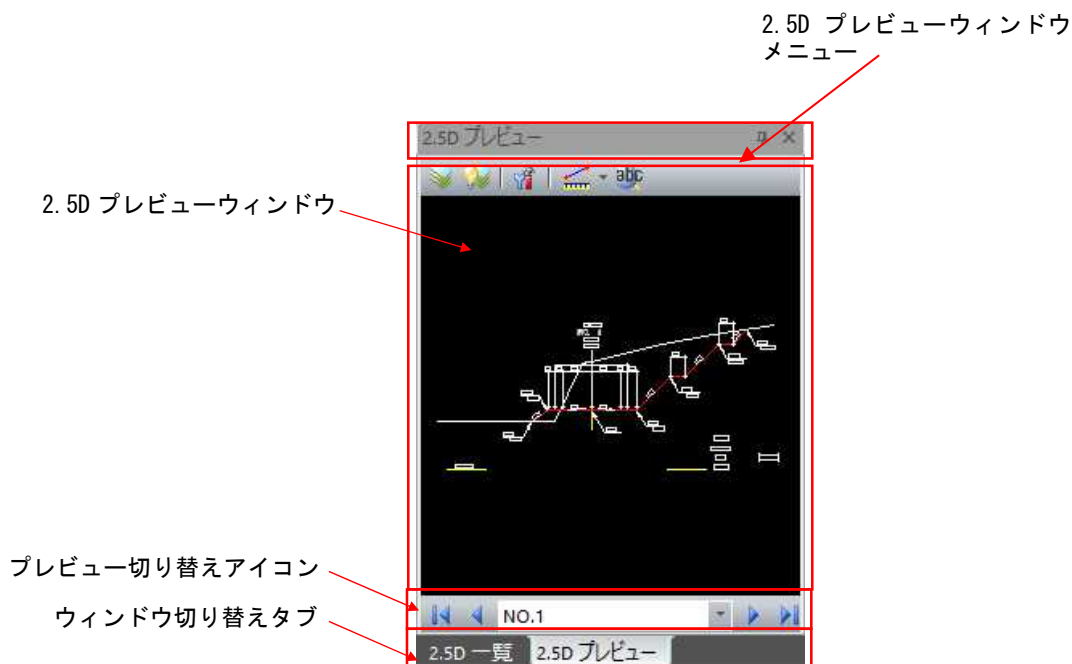 2.5D プレビューウィンドウ
メニュー
2.5D プレビュー
abc
2.5D プレビューウィンドウ
プレビュー切り替えアイコン
NO.1
ウィンドウ切り替えタブ
2.5D 一覧
2.5D プレビュー